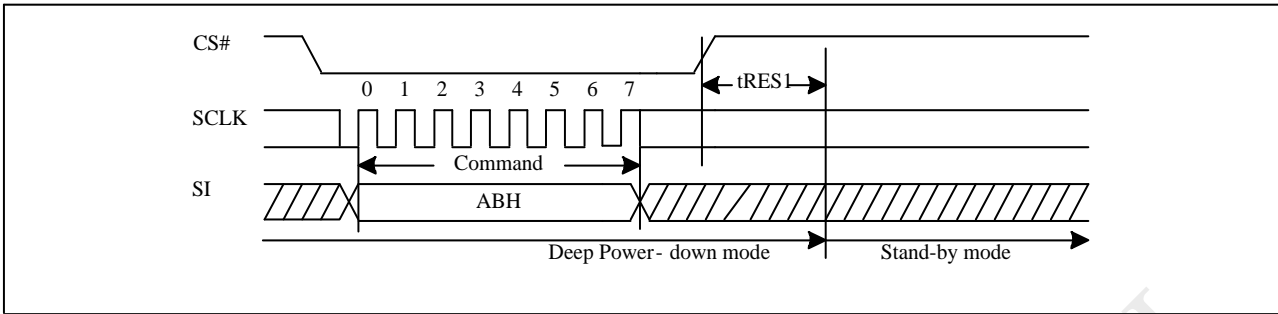 CS#
tRES1
0 1 2 3 4 5 6 7
SCLK
Command
SI
ABH
Deep Power- down mode Stand-by mode